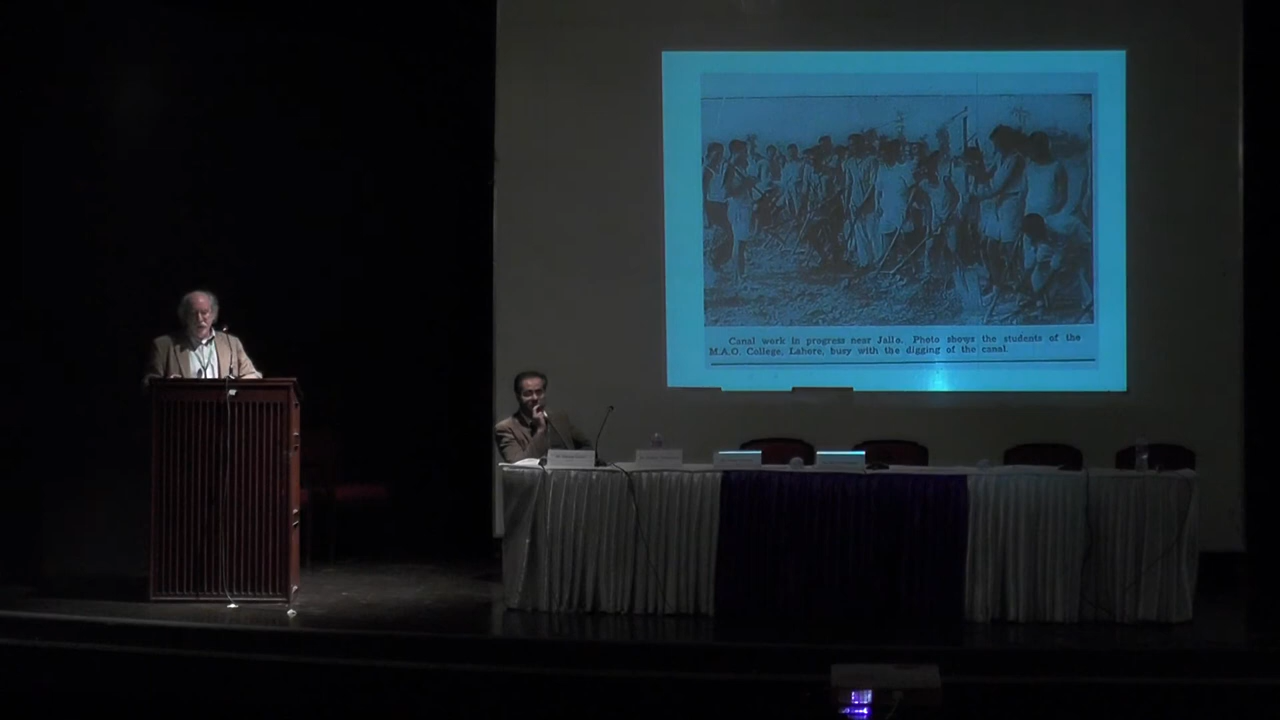 Canal work in progress near Jallo. Photo shows the students of the
M.A.O. College, Lahore, busy with the digging of the canal.